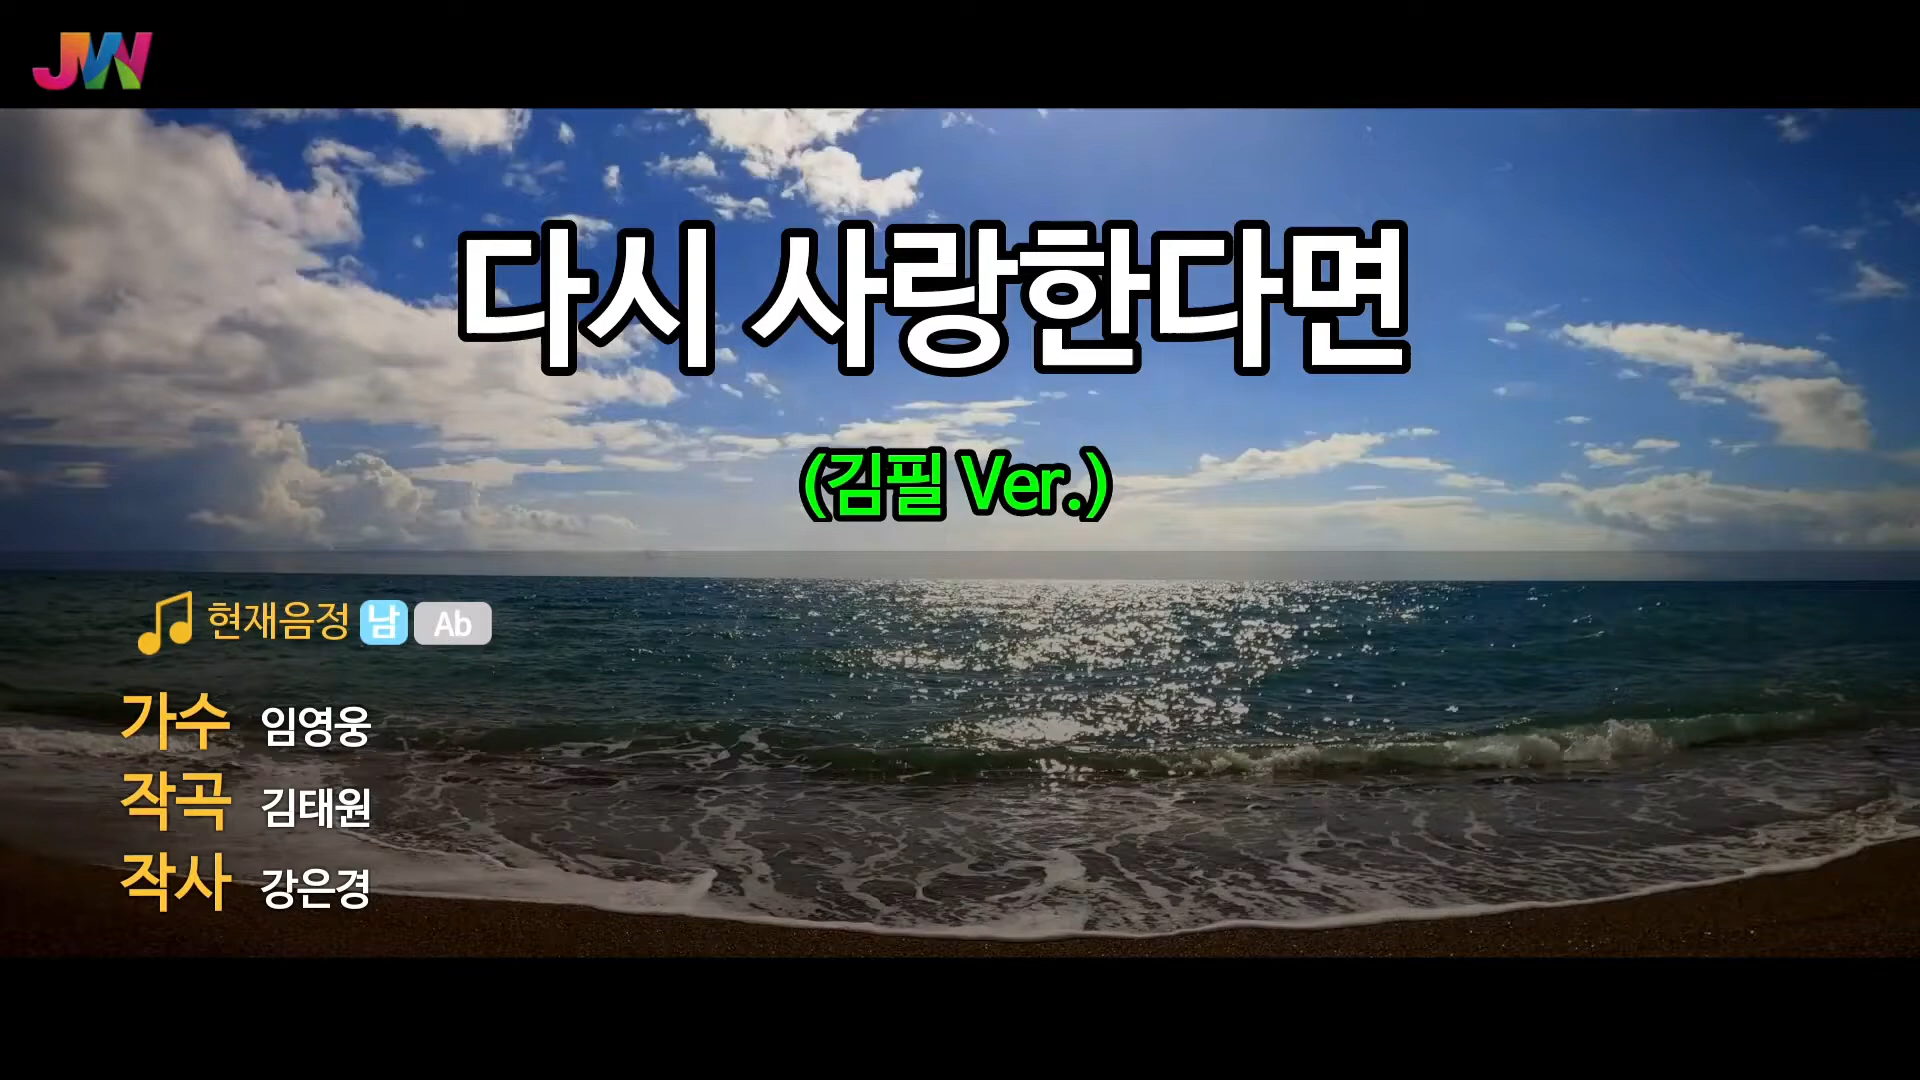 JW
다시 사랑한다면
(김필 Ver.)
현재음정 남 Ab
가수 임영웅
작곡 김태원
작사 강은경